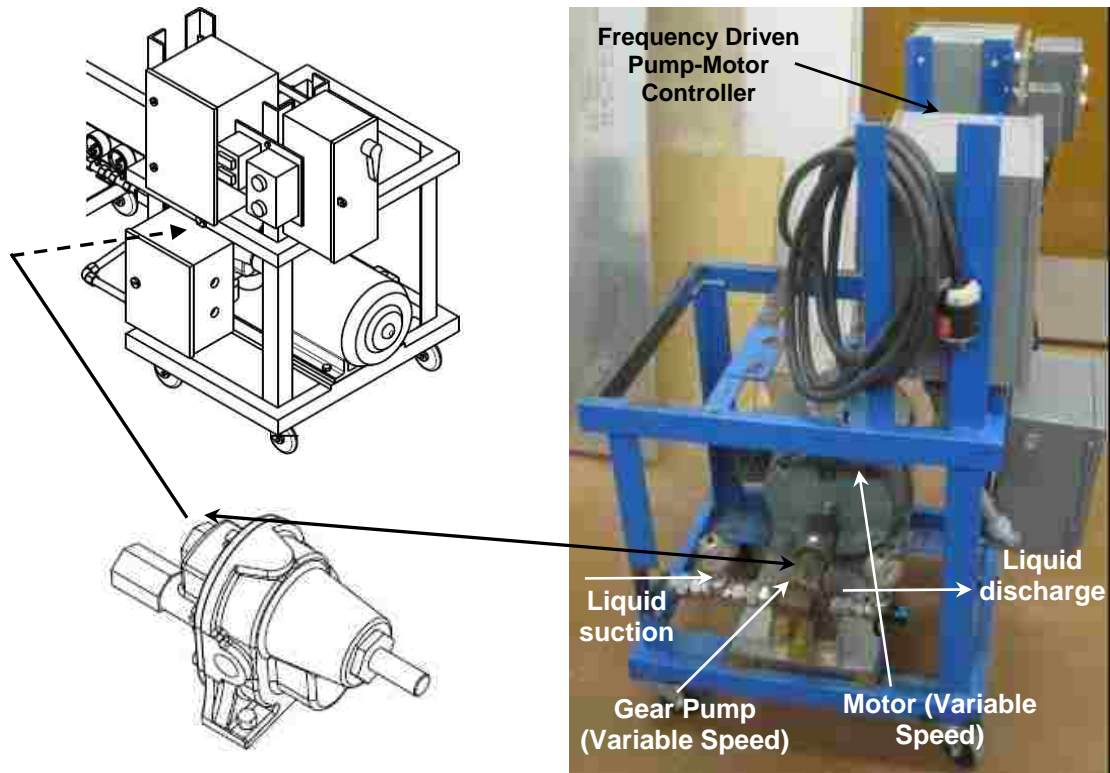 Frequency Driven
Pump-Motor
Controller
Liquid
suction
Liquid
discharge
Gear Pump
(Variable Speed)
Motor (Variable
Speed)